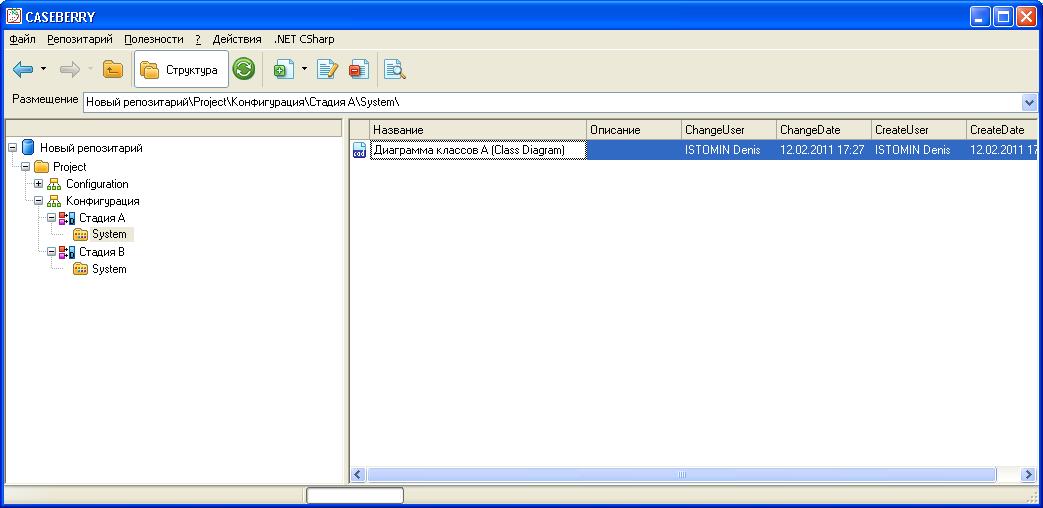 CASEBERRY
Файл Репозитарий Полезности ? Действия .NET CSharp
Структура
Размещение Новый репозитарий\Project\Конфигурация\Стадия A\System\
Название Описание ChangeUser ChangeDate CreateUser CreateDate
Диаграмма классов A (Class Diagram) ISTOMIN Denis 12.02.2011 17:27 ISTOMIN Denis 12.02.2011 17
cad
Новый репозитарий
Project
Configuration
Конфигурация
Стадия A
System
Стадия B
System